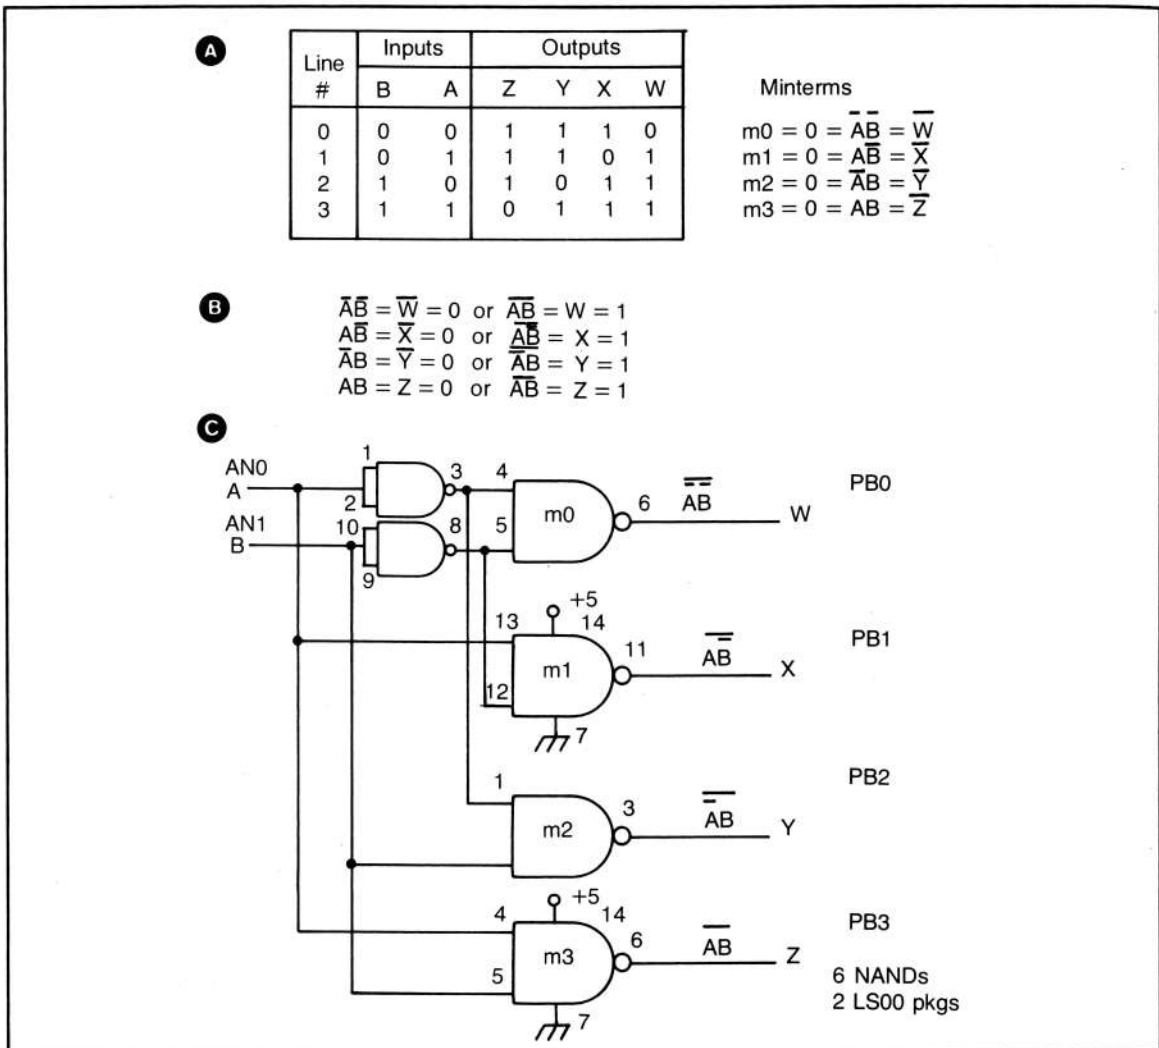 A
Line # Inputs Outputs
B A Z Y X W
0 0 0 1 1 1 0
1 0 1 1 1 0 1
2 1 0 1 0 1 1
3 1 1 0 1 1 1
Minterms
m0 = 0 = A̅B̅ = W̅
m1 = 0 = AB̅ = X̅
m2 = 0 = A̅B = Y̅
m3 = 0 = AB = Z̅
B
A̅B̅ = W̅ = 0 or A̅B̅ = W = 1
AB̅ = X̅ = 0 or A̅B̿ = X = 1
A̅B = Y̅ = 0 or A̿B̅ = Y = 1
AB = Z = 0 or A̅B̅ = Z = 1
C
AN0
A
AN1
B
1
2
3
10
9
8
4
5
m0
6
A̿B̿
W
PB0
+5
13
14
12
m1
11
7
A̅B̿
X
PB1
1
m2
3
A̿B̅
Y
PB2
+5
4
14
5
m3
6
7
A̅B̅
Z
PB3
6 NANDs
2 LS00 pkgs